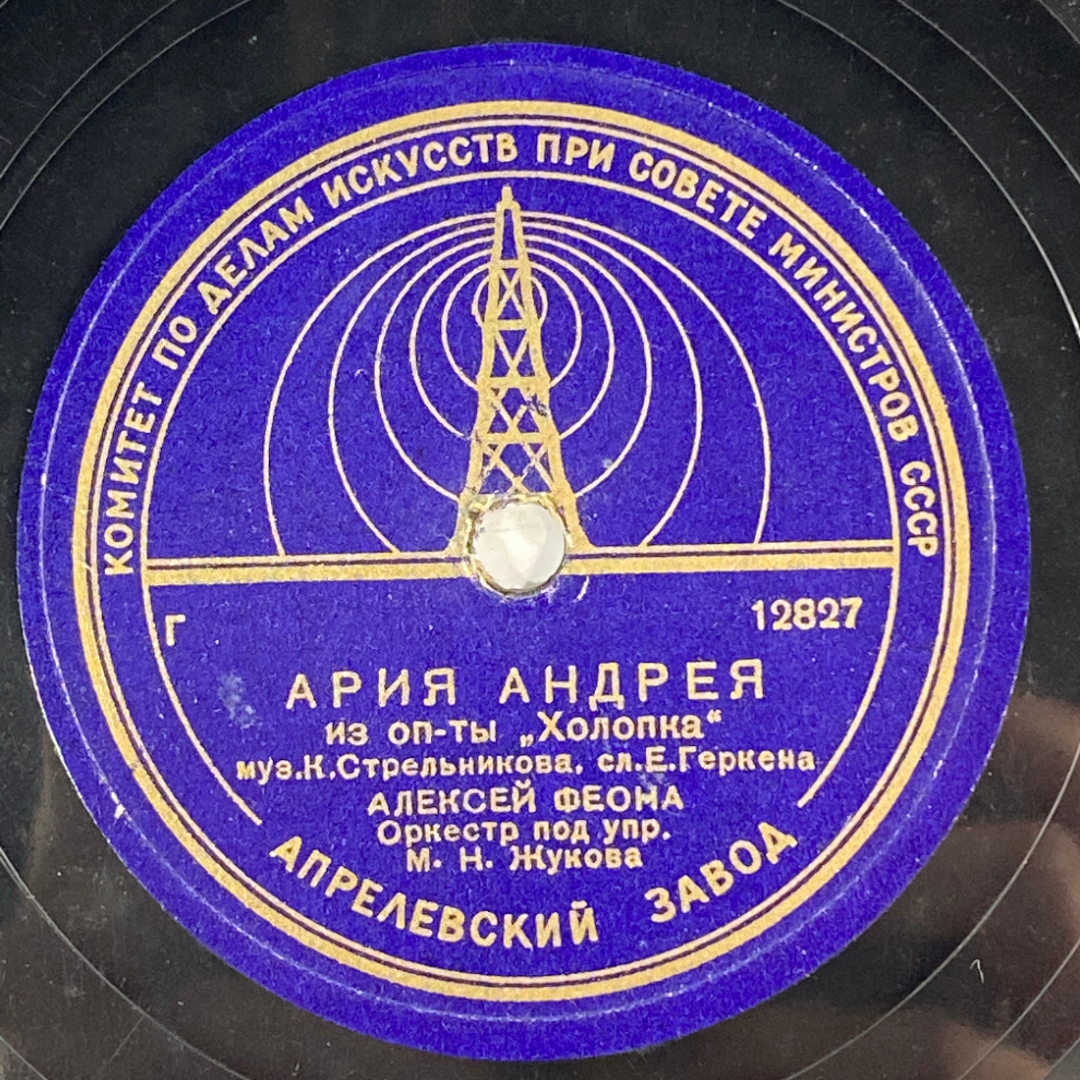 КОМИТЕТ ПО ДЕЛАМ ИСКУССТВ ПРИ СОВЕТЕ МИНИСТРОВ СССР
Г 12827
АРИЯ АНДРЕЯ
из оп-ты „Холопка“
муз.К.Стрельникова, сл.Е.Геркена
АЛЕКСЕЙ ФЕОНА
Оркестр под упр.
М. Н. Жукова
АПРЕЛЕВСКИЙ ЗАВОД